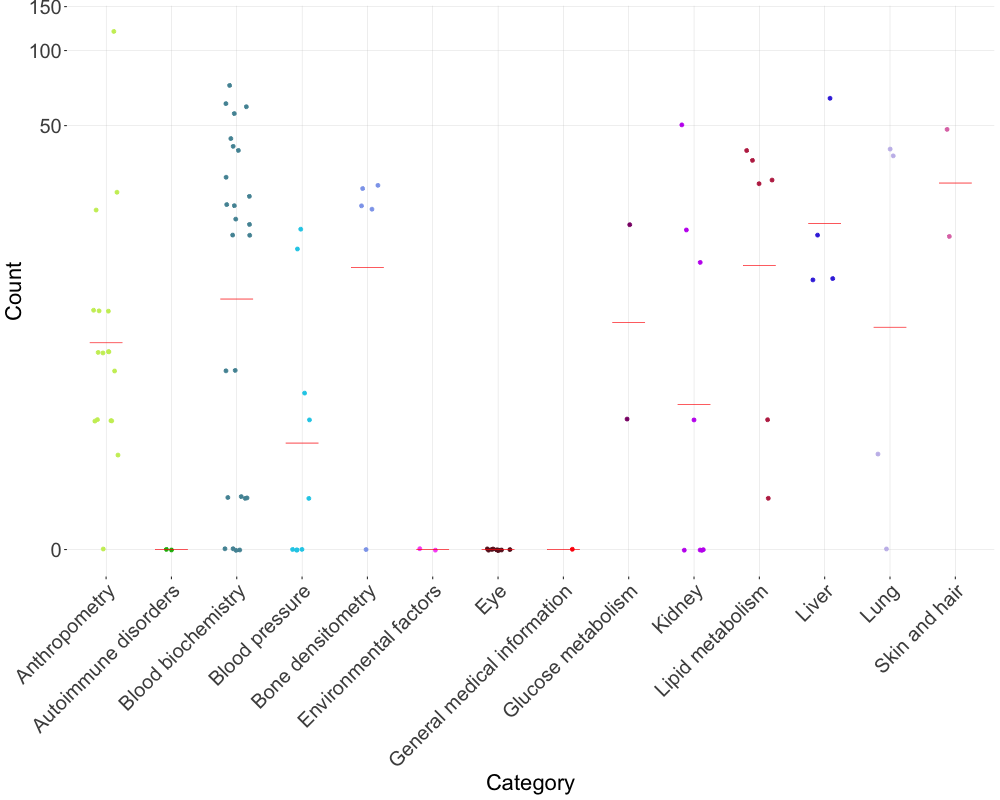 150
100
50
0
Count
Anthropometry
Autoimmune disorders
Blood biochemistry
Blood pressure
Bone densitometry
Environmental factors
Eye
General medical information
Glucose metabolism
Kidney
Lipid metabolism
Liver
Lung
Skin and hair
Category